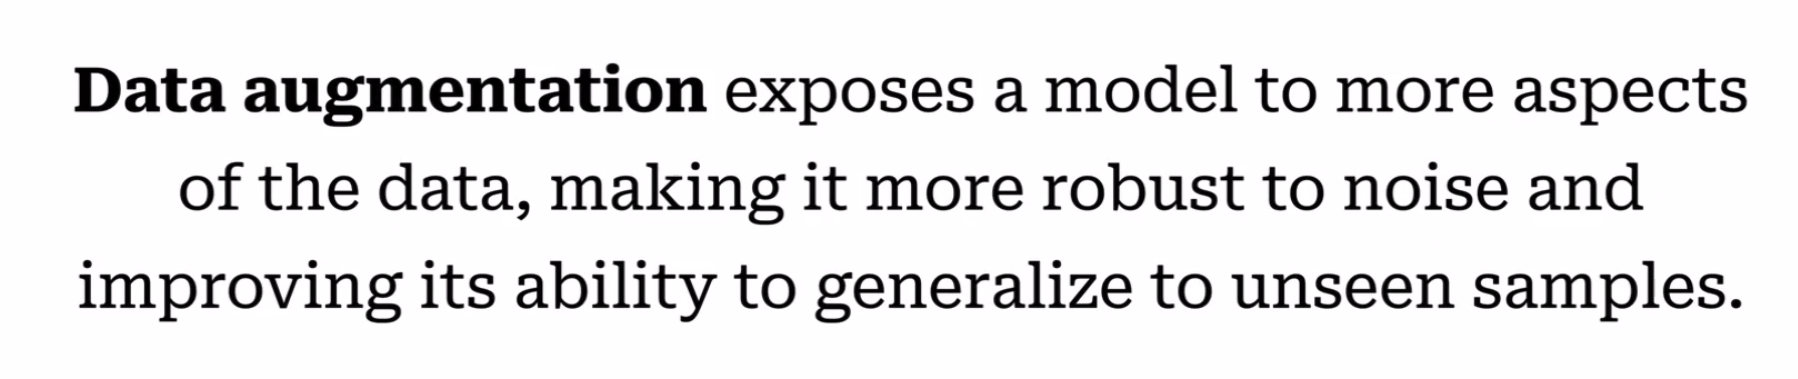 Data augmentation exposes a model to more aspects
of the data, making it more robust to noise and
improving its ability to generalize to unseen samples.